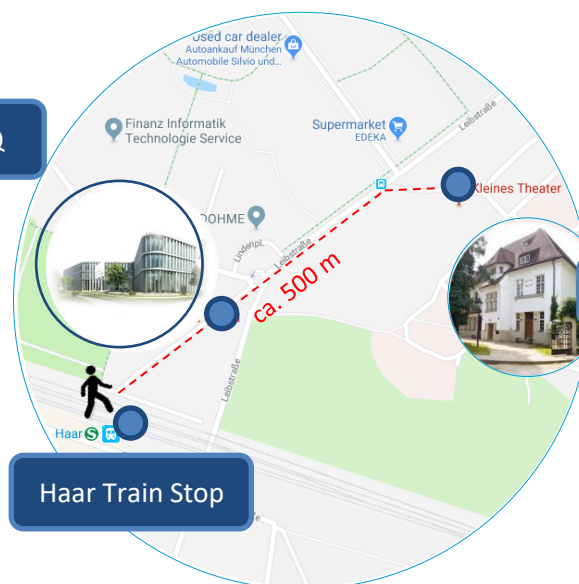 Used car dealer
Autoankauf München
Automobile Silvio und...
Finanz Informatik
Technologie Service
Supermarket
EDEKA
Leibstraße
Q
Kleines Theater
DOHME
Lindenpl.
Leibstraße
ca. 500 m
Leibstraße
Haar S
Haar Train Stop